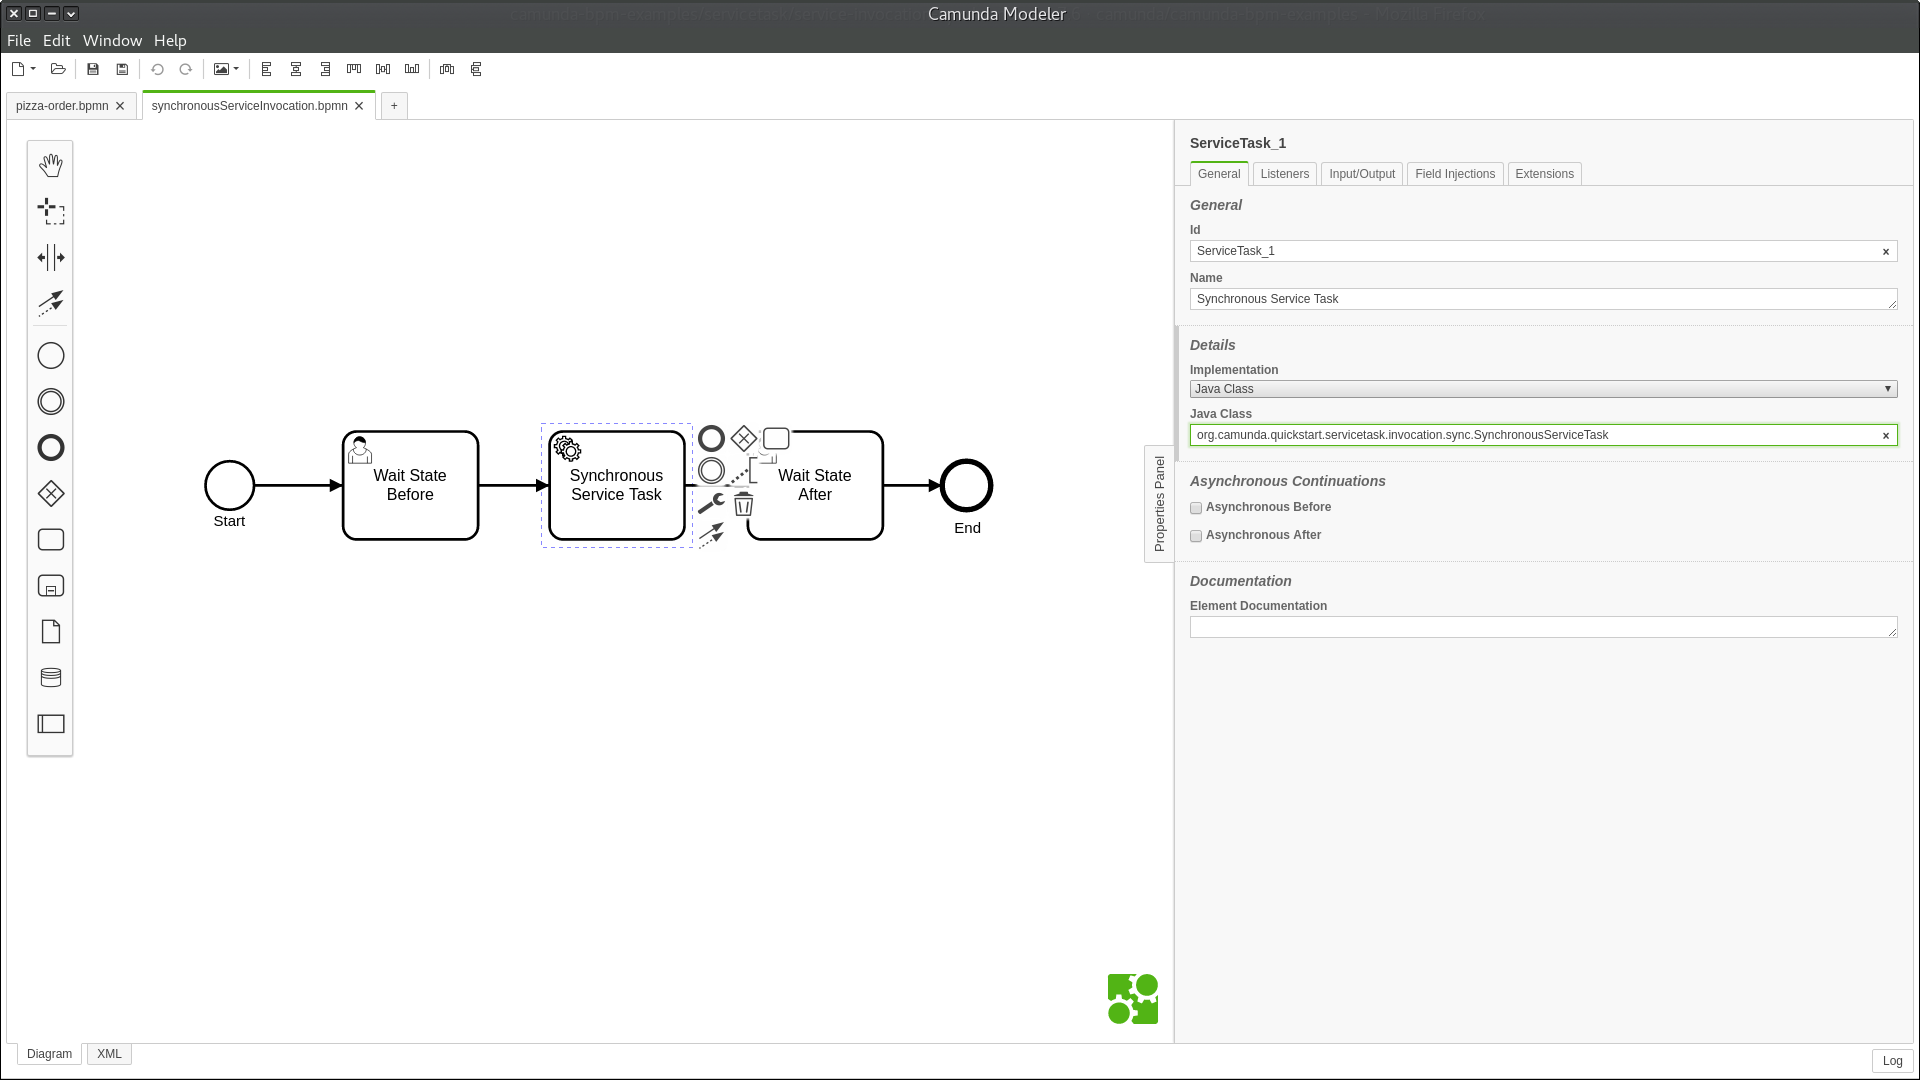 Camunda Modeler
File Edit Window Help
pizza-order.bpmn
synchronousServiceInvocation.bpmn
+
Start
Wait State
Before
Synchronous
Service Task
Wait State
After
End
Properties Panel
ServiceTask_1
General Listeners Input/Output Field Injections Extensions
General
Id
ServiceTask_1
Name
Synchronous Service Task
Details
Implementation
Java Class
Java Class
org.camunda.quickstart.servicetask.invocation.sync.SynchronousServiceTask
Asynchronous Continuations
Asynchronous Before
Asynchronous After
Documentation
Element Documentation
Diagram XML
Log